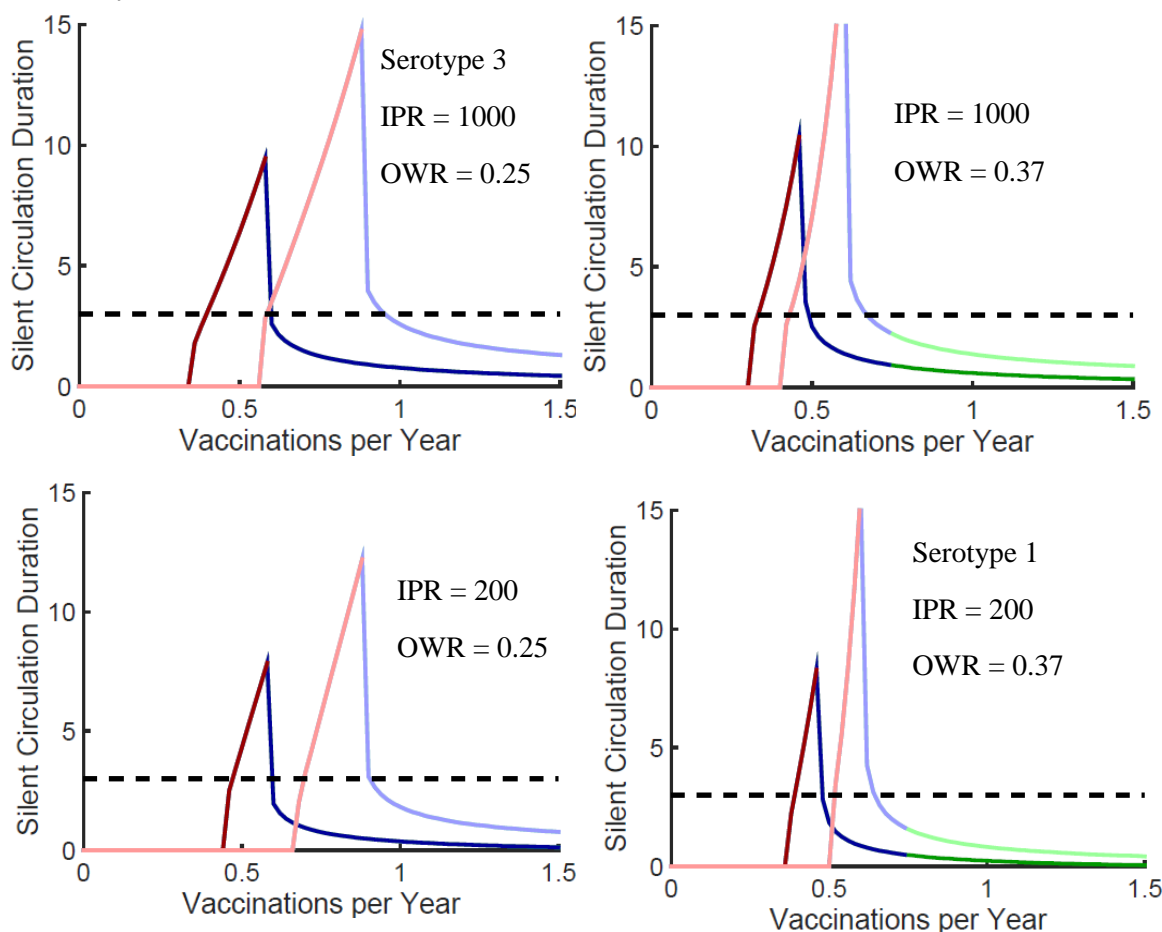 15
10
5
0
Silent Circulation Duration
Serotype 3
IPR = 1000
OWR = 0.25
0
0.5
1
1.5
Vaccinations per Year
15
10
5
0
Silent Circulation Duration
IPR = 1000
OWR = 0.37
0
0.5
1
1.5
Vaccinations per Year
15
10
5
0
Silent Circulation Duration
IPR = 200
OWR = 0.25
0
0.5
1
1.5
Vaccinations per Year
15
10
5
0
Silent Circulation Duration
Serotype 1
IPR = 200
OWR = 0.37
0
0.5
1
1.5
Vaccinations per Year